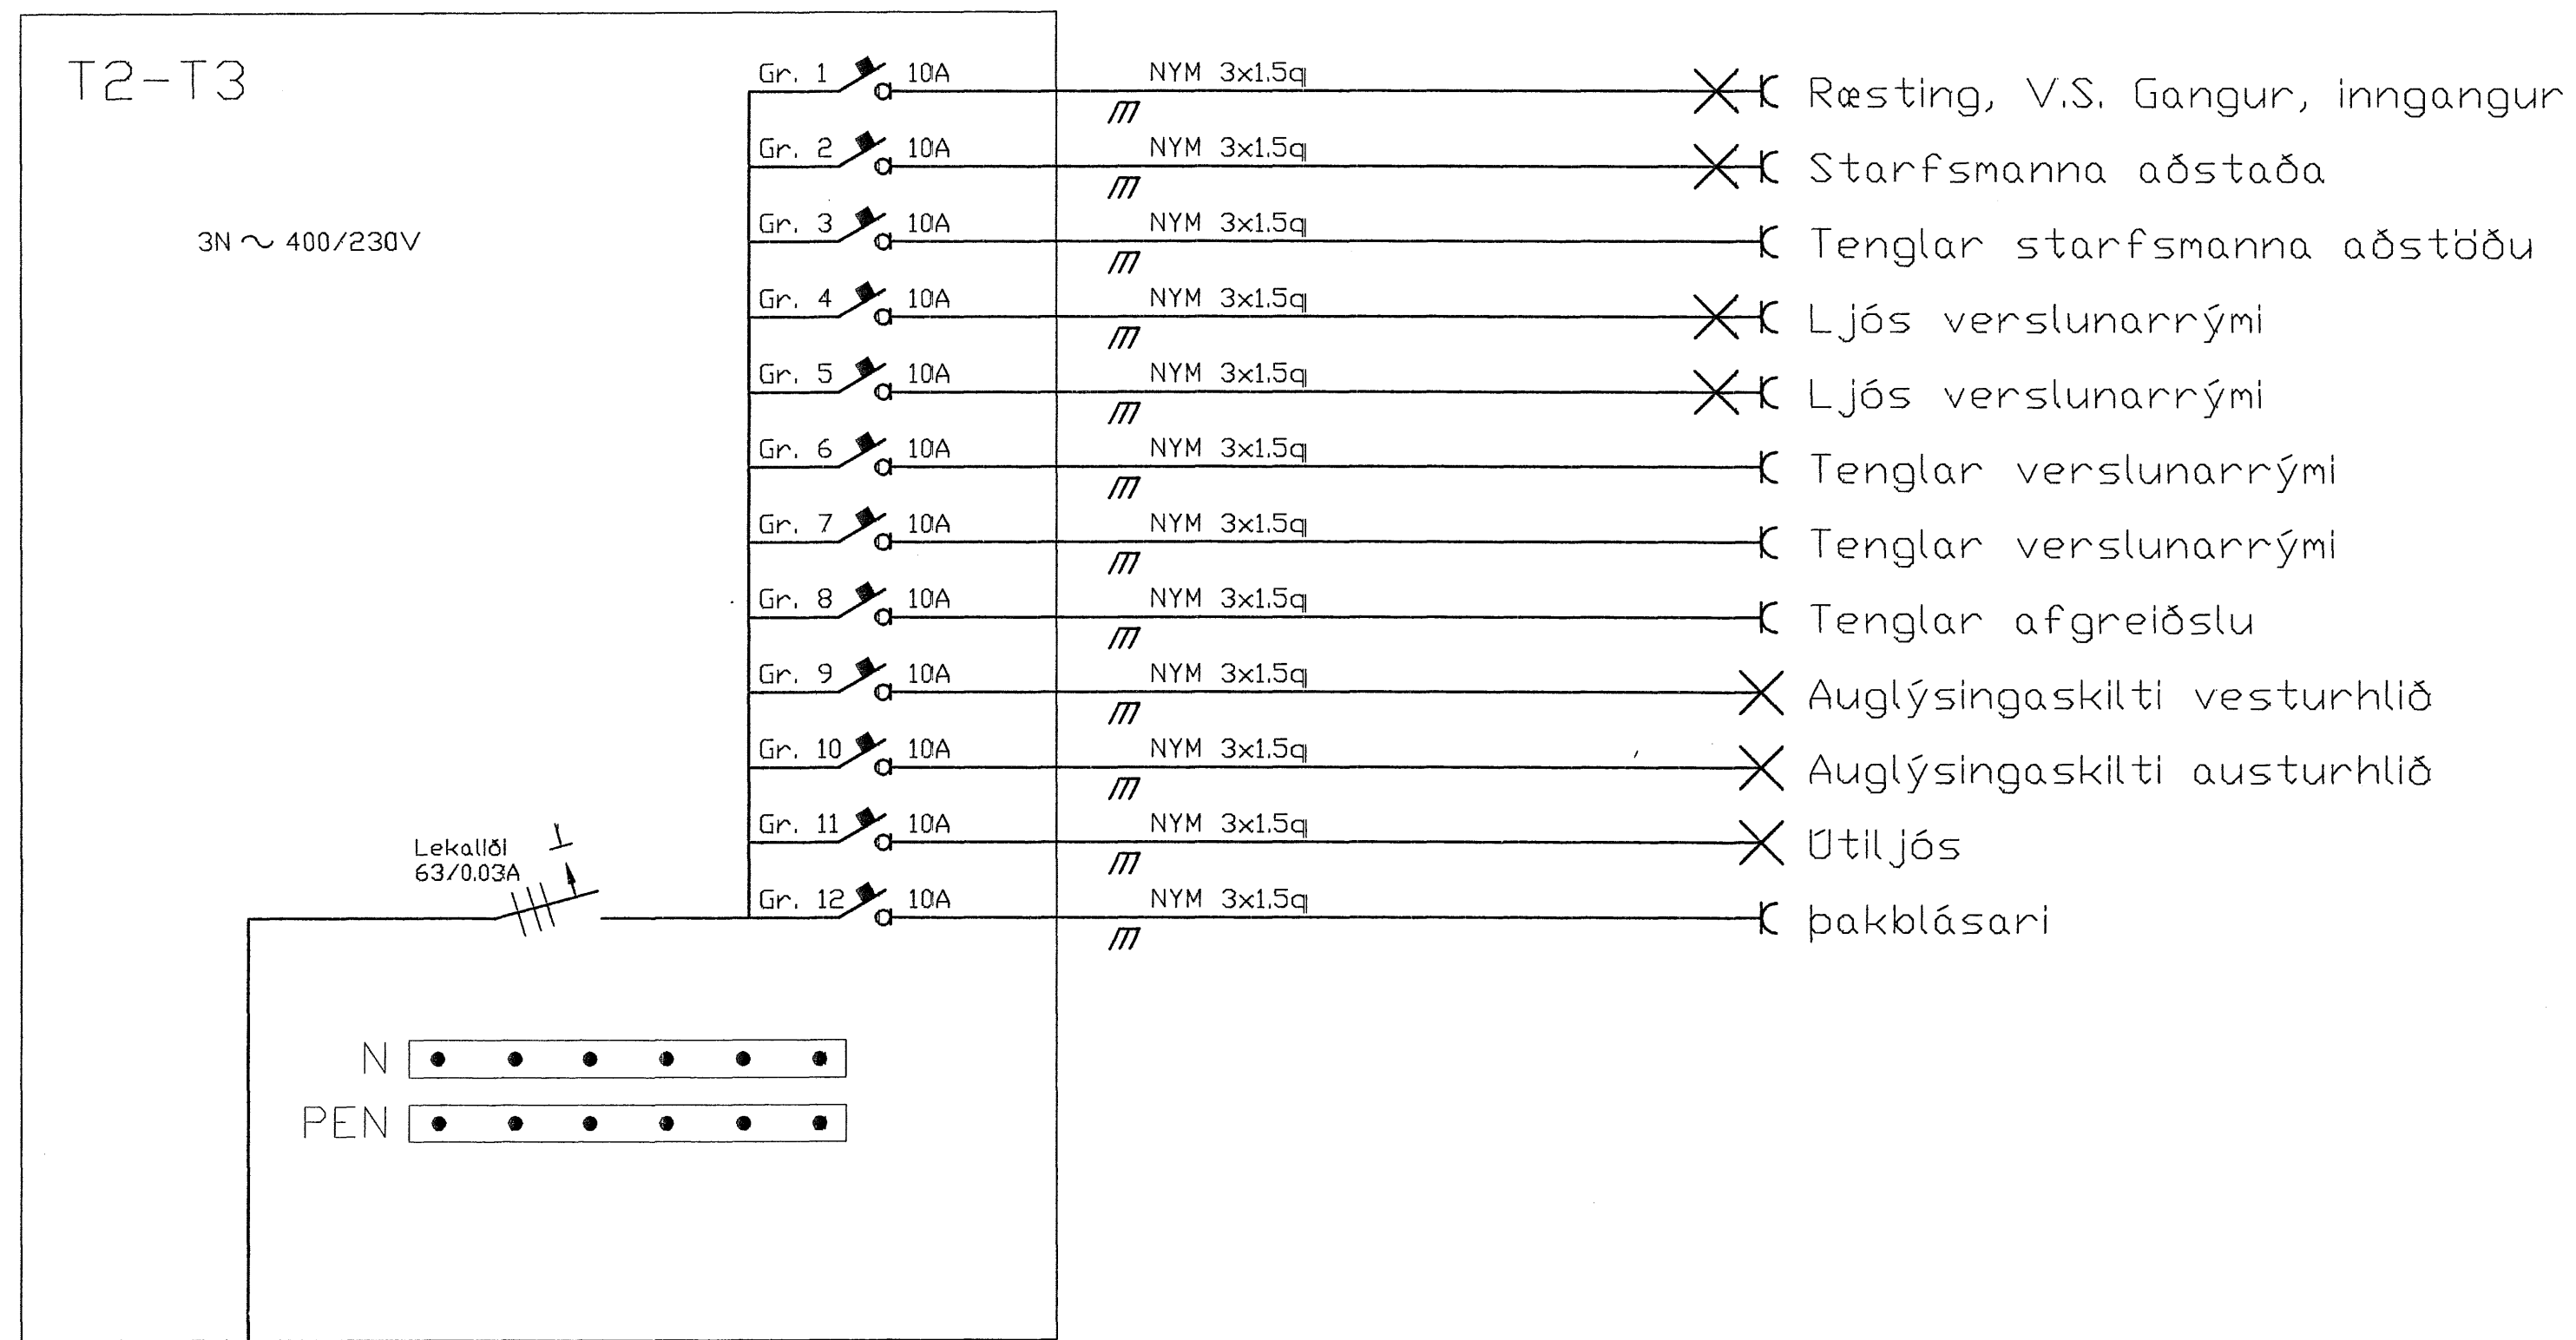 T2-T3
3N ~ 400/230V
Gr. 1 10A NYM 3x1.5q Ræsting, V.S. Gangur, inngangur
Gr. 2 10A NYM 3x1.5q Starfsmanna aðstaða
Gr. 3 10A NYM 3x1.5q Tenglar starfsmanna aðstöðu
Gr. 4 10A NYM 3x1.5q Ljós verslunarrými
Gr. 5 10A NYM 3x1.5q Ljós verslunarrými
Gr. 6 10A NYM 3x1.5q Tenglar verslunarrými
Gr. 7 10A NYM 3x1.5q Tenglar verslunarrými
Gr. 8 10A NYM 3x1.5q Tenglar afgreiðslu
Gr. 9 10A NYM 3x1.5q Auglýsingaskilti vesturhlið
Gr. 10 10A NYM 3x1.5q Auglýsingaskilti austurhlið
Gr. 11 10A NYM 3x1.5q Útiljós
Gr. 12 10A NYM 3x1.5q þakblásari
Lekaliði
63/0.03A
N
PEN